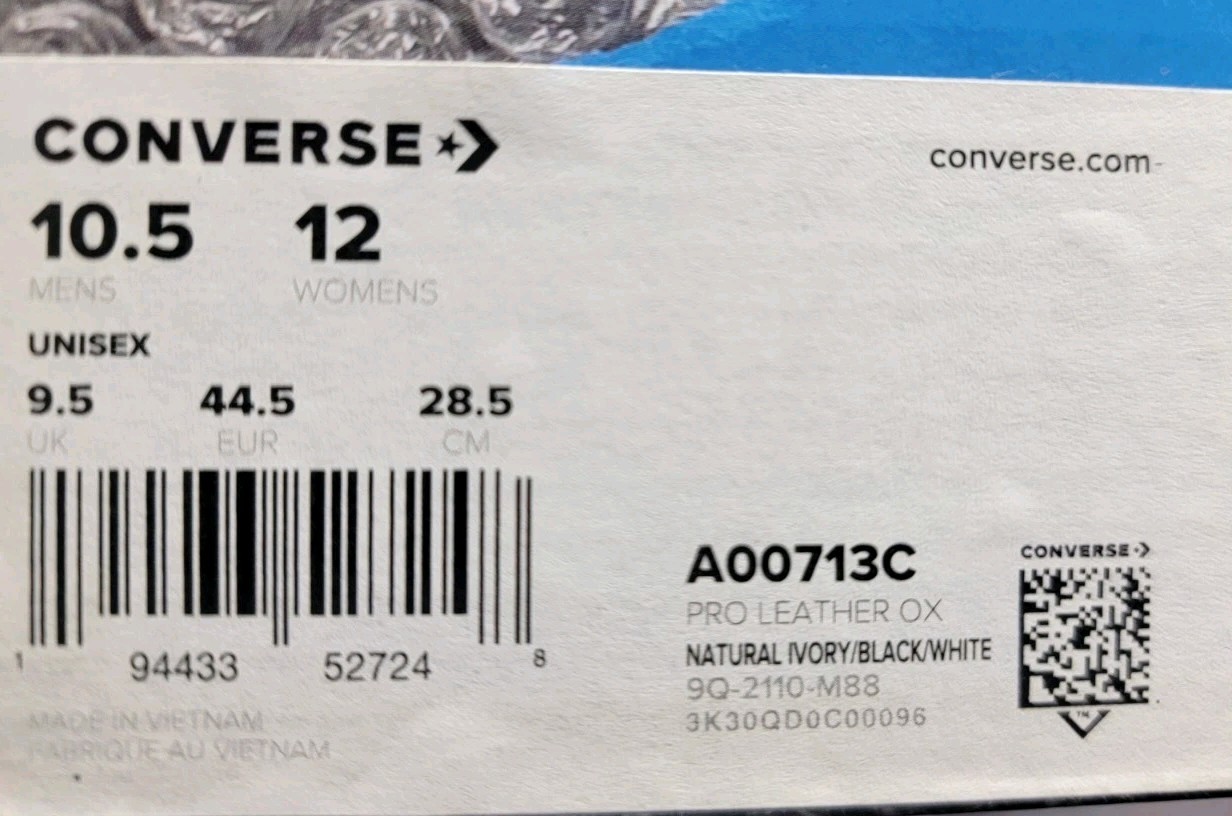 CONVERSE
converse.com
10.5 12
MENS WOMENS
UNISEX
9.5 44.5 28.5
UK EUR CM
1 94433 52724 8
MADE IN VIETNAM
FABRIQUE AU VIETNAM
A00713C
PRO LEATHER OX
NATURAL IVORY/BLACK/WHITE
9Q-2110-M88
3K30QD0C00096
CONVERSE
TM